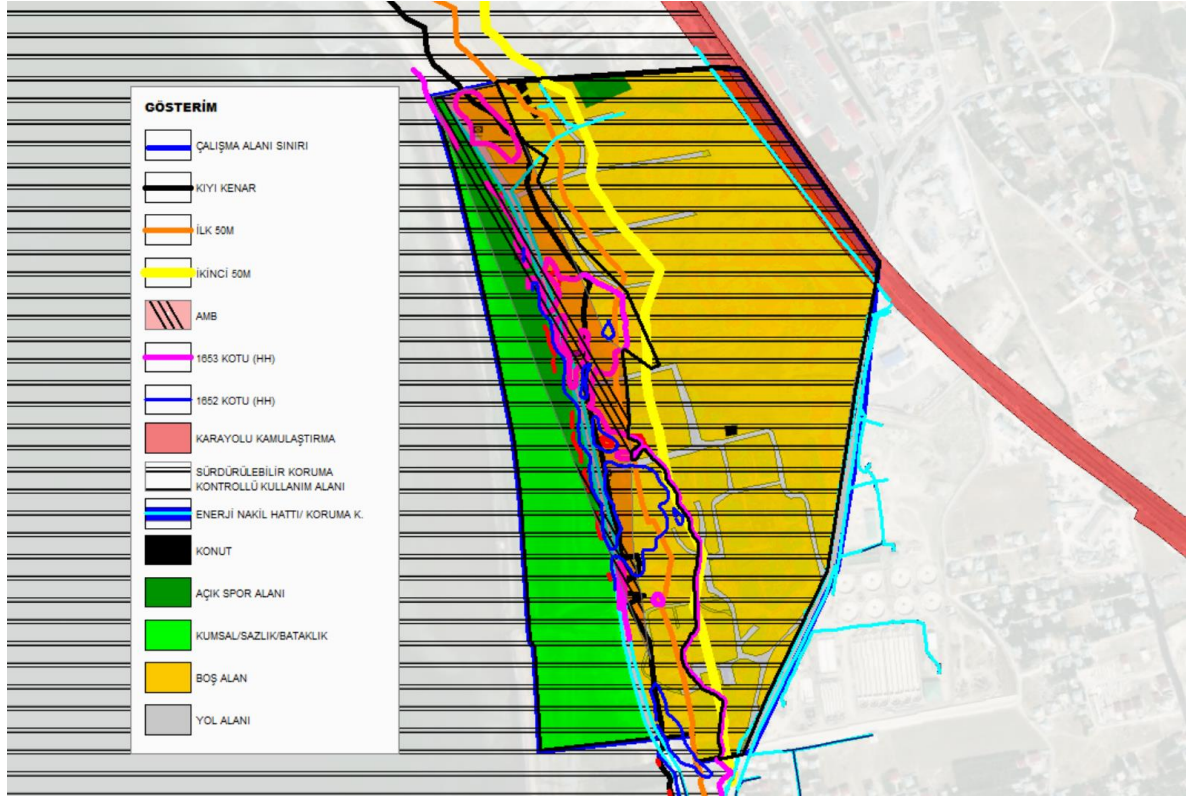 GÖSTERİM
ÇALIŞMA ALANI SINIRI
KIYI KENAR
İLK 50M
İKİNCİ 50M
AMB
1653 KOTU (HH)
1652 KOTU (HH)
KARAYOLU KAMULAŞTIRMA
SÜRDÜRÜLEBİLİR KORUMA
KONTROLLÜ KULLANIM ALANI
ENERJİ NAKİL HATTI/ KORUMA K.
KONUT
AÇIK SPOR ALANI
KUMSAL/SAZLIK/BATAKLIK
BOŞ ALAN
YOL ALANI